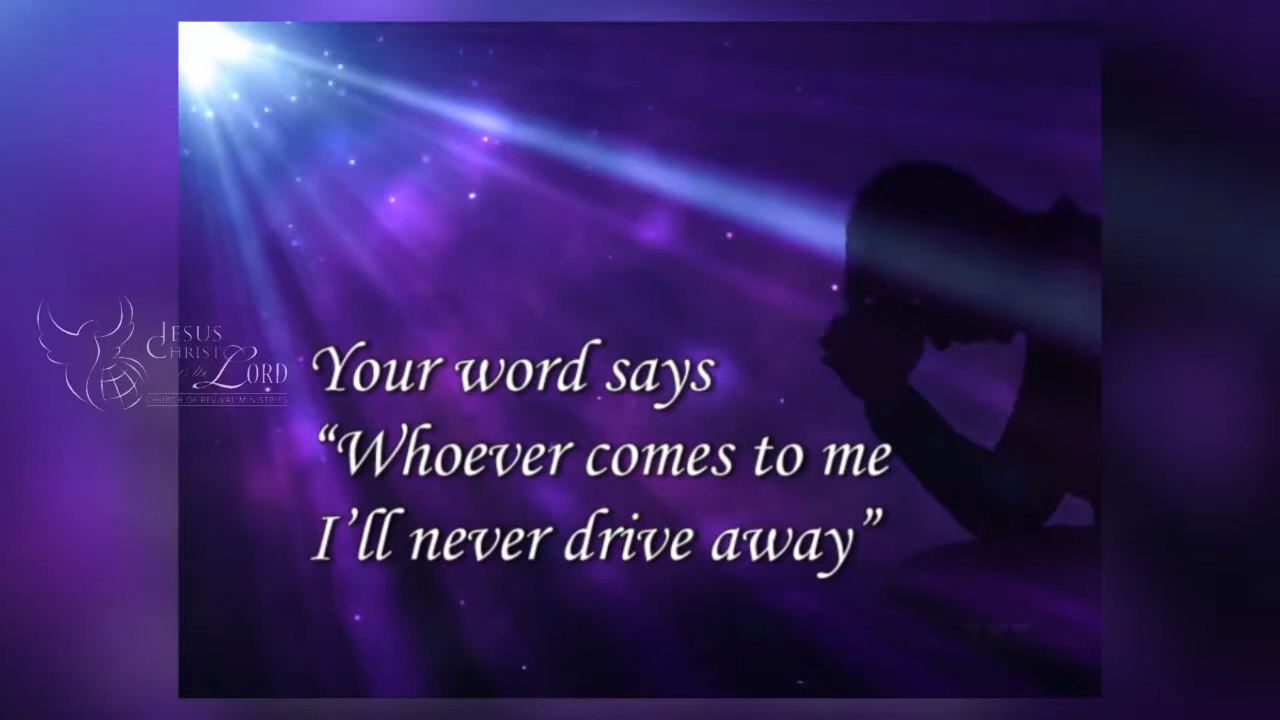 Your word says
“Whoever comes to me
I’ll never drive away”
JESUS
CHRIST
is the LORD
CHURCH OF REVIVAL MINISTRIES